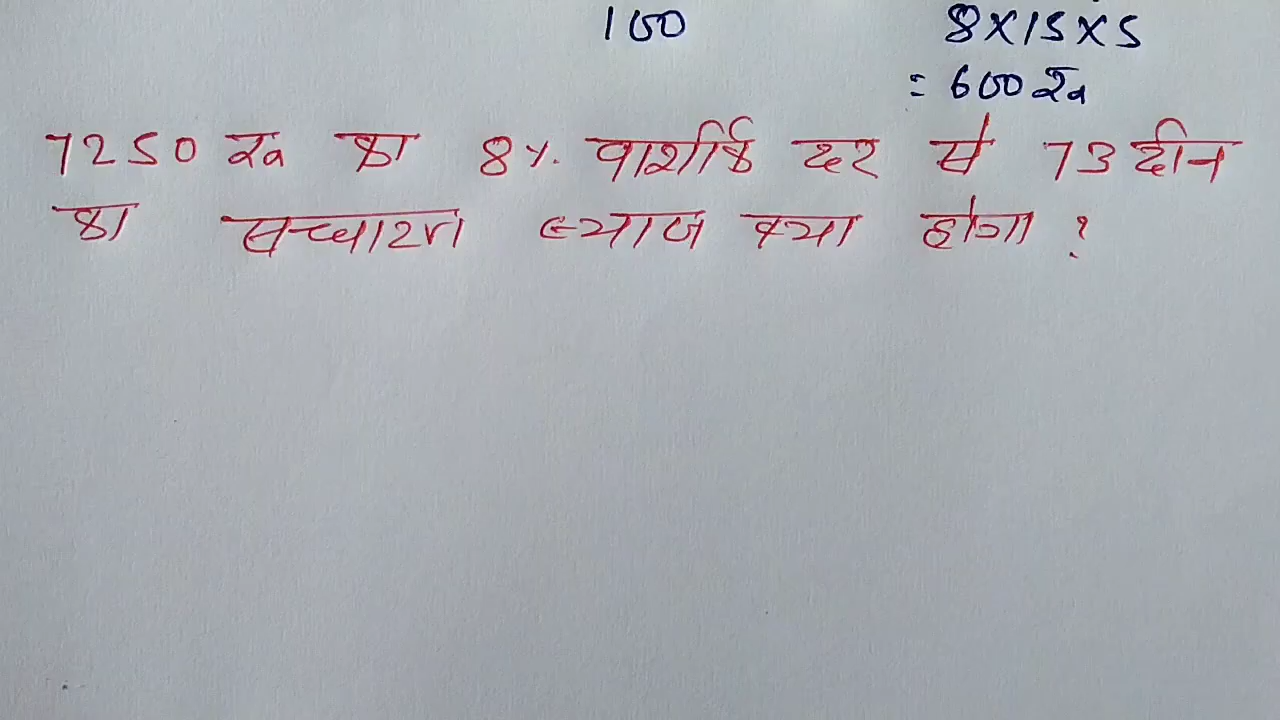 100 8X15X5
= 600 रु
7250 रु का 8% वार्शीक दर से 73 दीन
का साधारण ब्याज क्या होगा ?